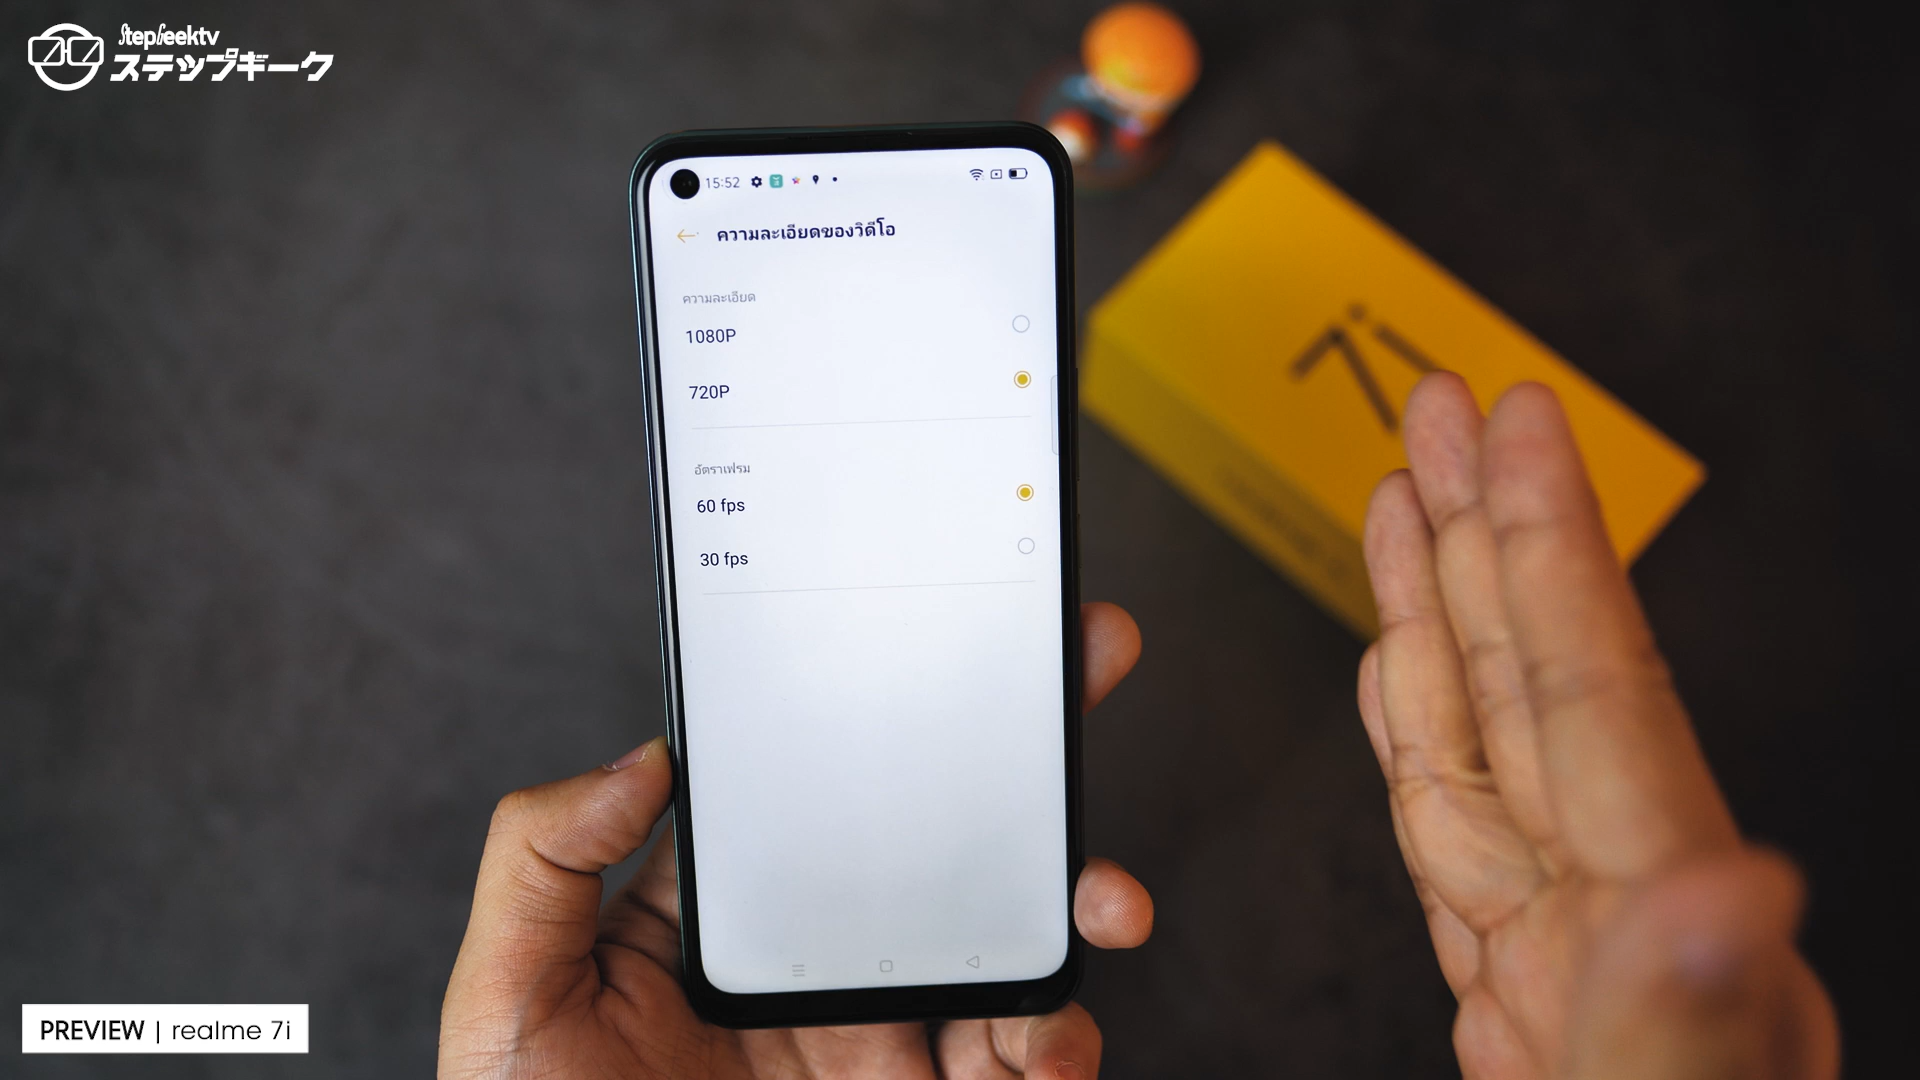 StepGeektv
ステップギーク
15:52
ความละเอียดของวิดีโอ
ความละเอียด
1080P
720P
อัตราเฟรม
60 fps
30 fps
7i
PREVIEW | realme 7i